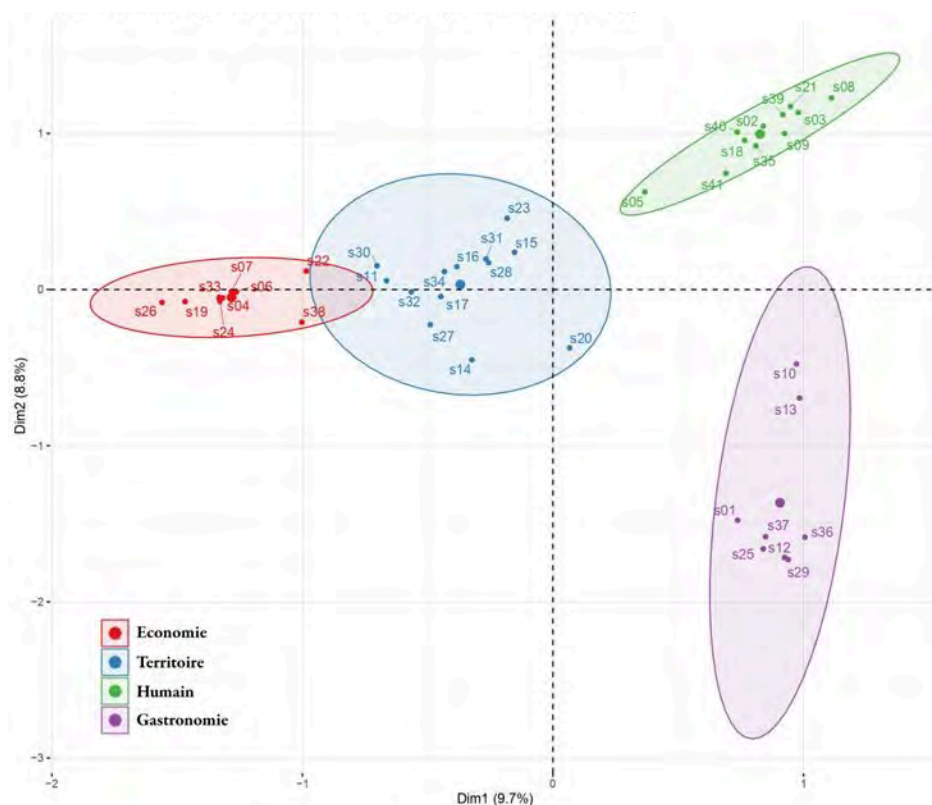 1
0
−1
−2
−3
−2
−1
0
1
Dim2 (8.8%)
Dim1 (9.7%)
s39
s21
s08
s40
s02
s03
s18
s35
s09
s41
s05
s23
s30
s31
s15
s16
s11
s28
s34
s32
s17
s27
s14
s20
s07
s22
s33
s06
s26
s19
s04
s24
s38
s10
s13
s01
s37
s36
s25
s12
s29
Economie
Territoire
Humain
Gastronomie